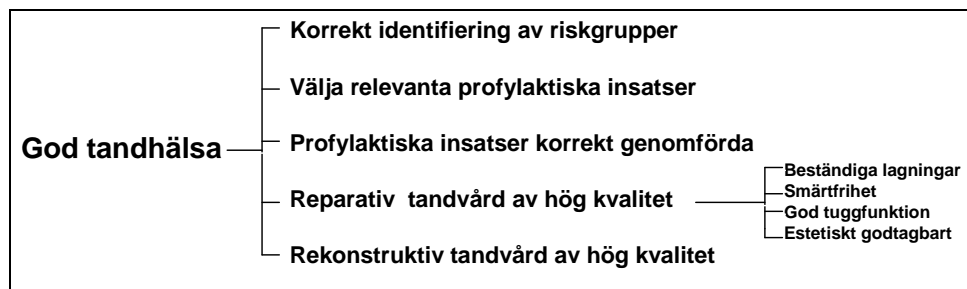 God tandhälsa
Korrekt identifiering av riskgrupper
Välja relevanta profylaktiska insatser
Profylaktiska insatser korrekt genomförda
Reparativ tandvård av hög kvalitet
Beständiga lagningar
Smärtfrihet
God tuggfunktion
Estetiskt godtagbart
Rekonstruktiv tandvård av hög kvalitet